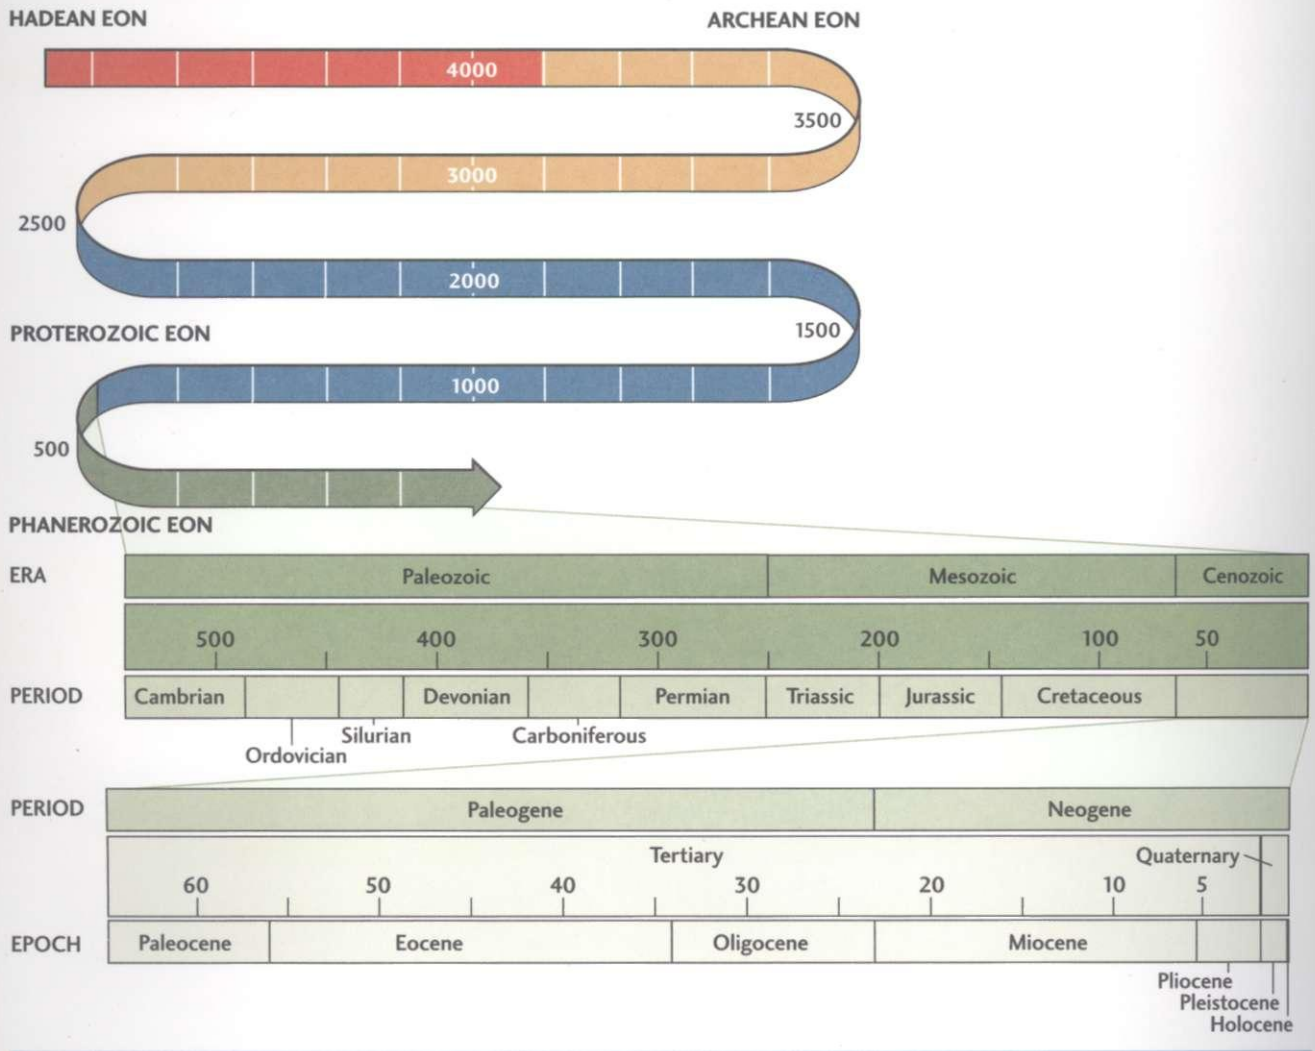 HADEAN EON ARCHEAN EON
4000
3500
3000
2500
2000
PROTEROZOIC EON
1500
1000
500
PHANEROZOIC EON
ERA Paleozoic Mesozoic Cenozoic
500 400 300 200 100 50
PERIOD Cambrian Devonian Permian Triassic Jurassic Cretaceous
Silurian Carboniferous
Ordovician
PERIOD Paleogene Neogene
Tertiary Quaternary
60 50 40 30 20 10 5
EPOCH Paleocene Eocene Oligocene Miocene
Pliocene
Pleistocene
Holocene